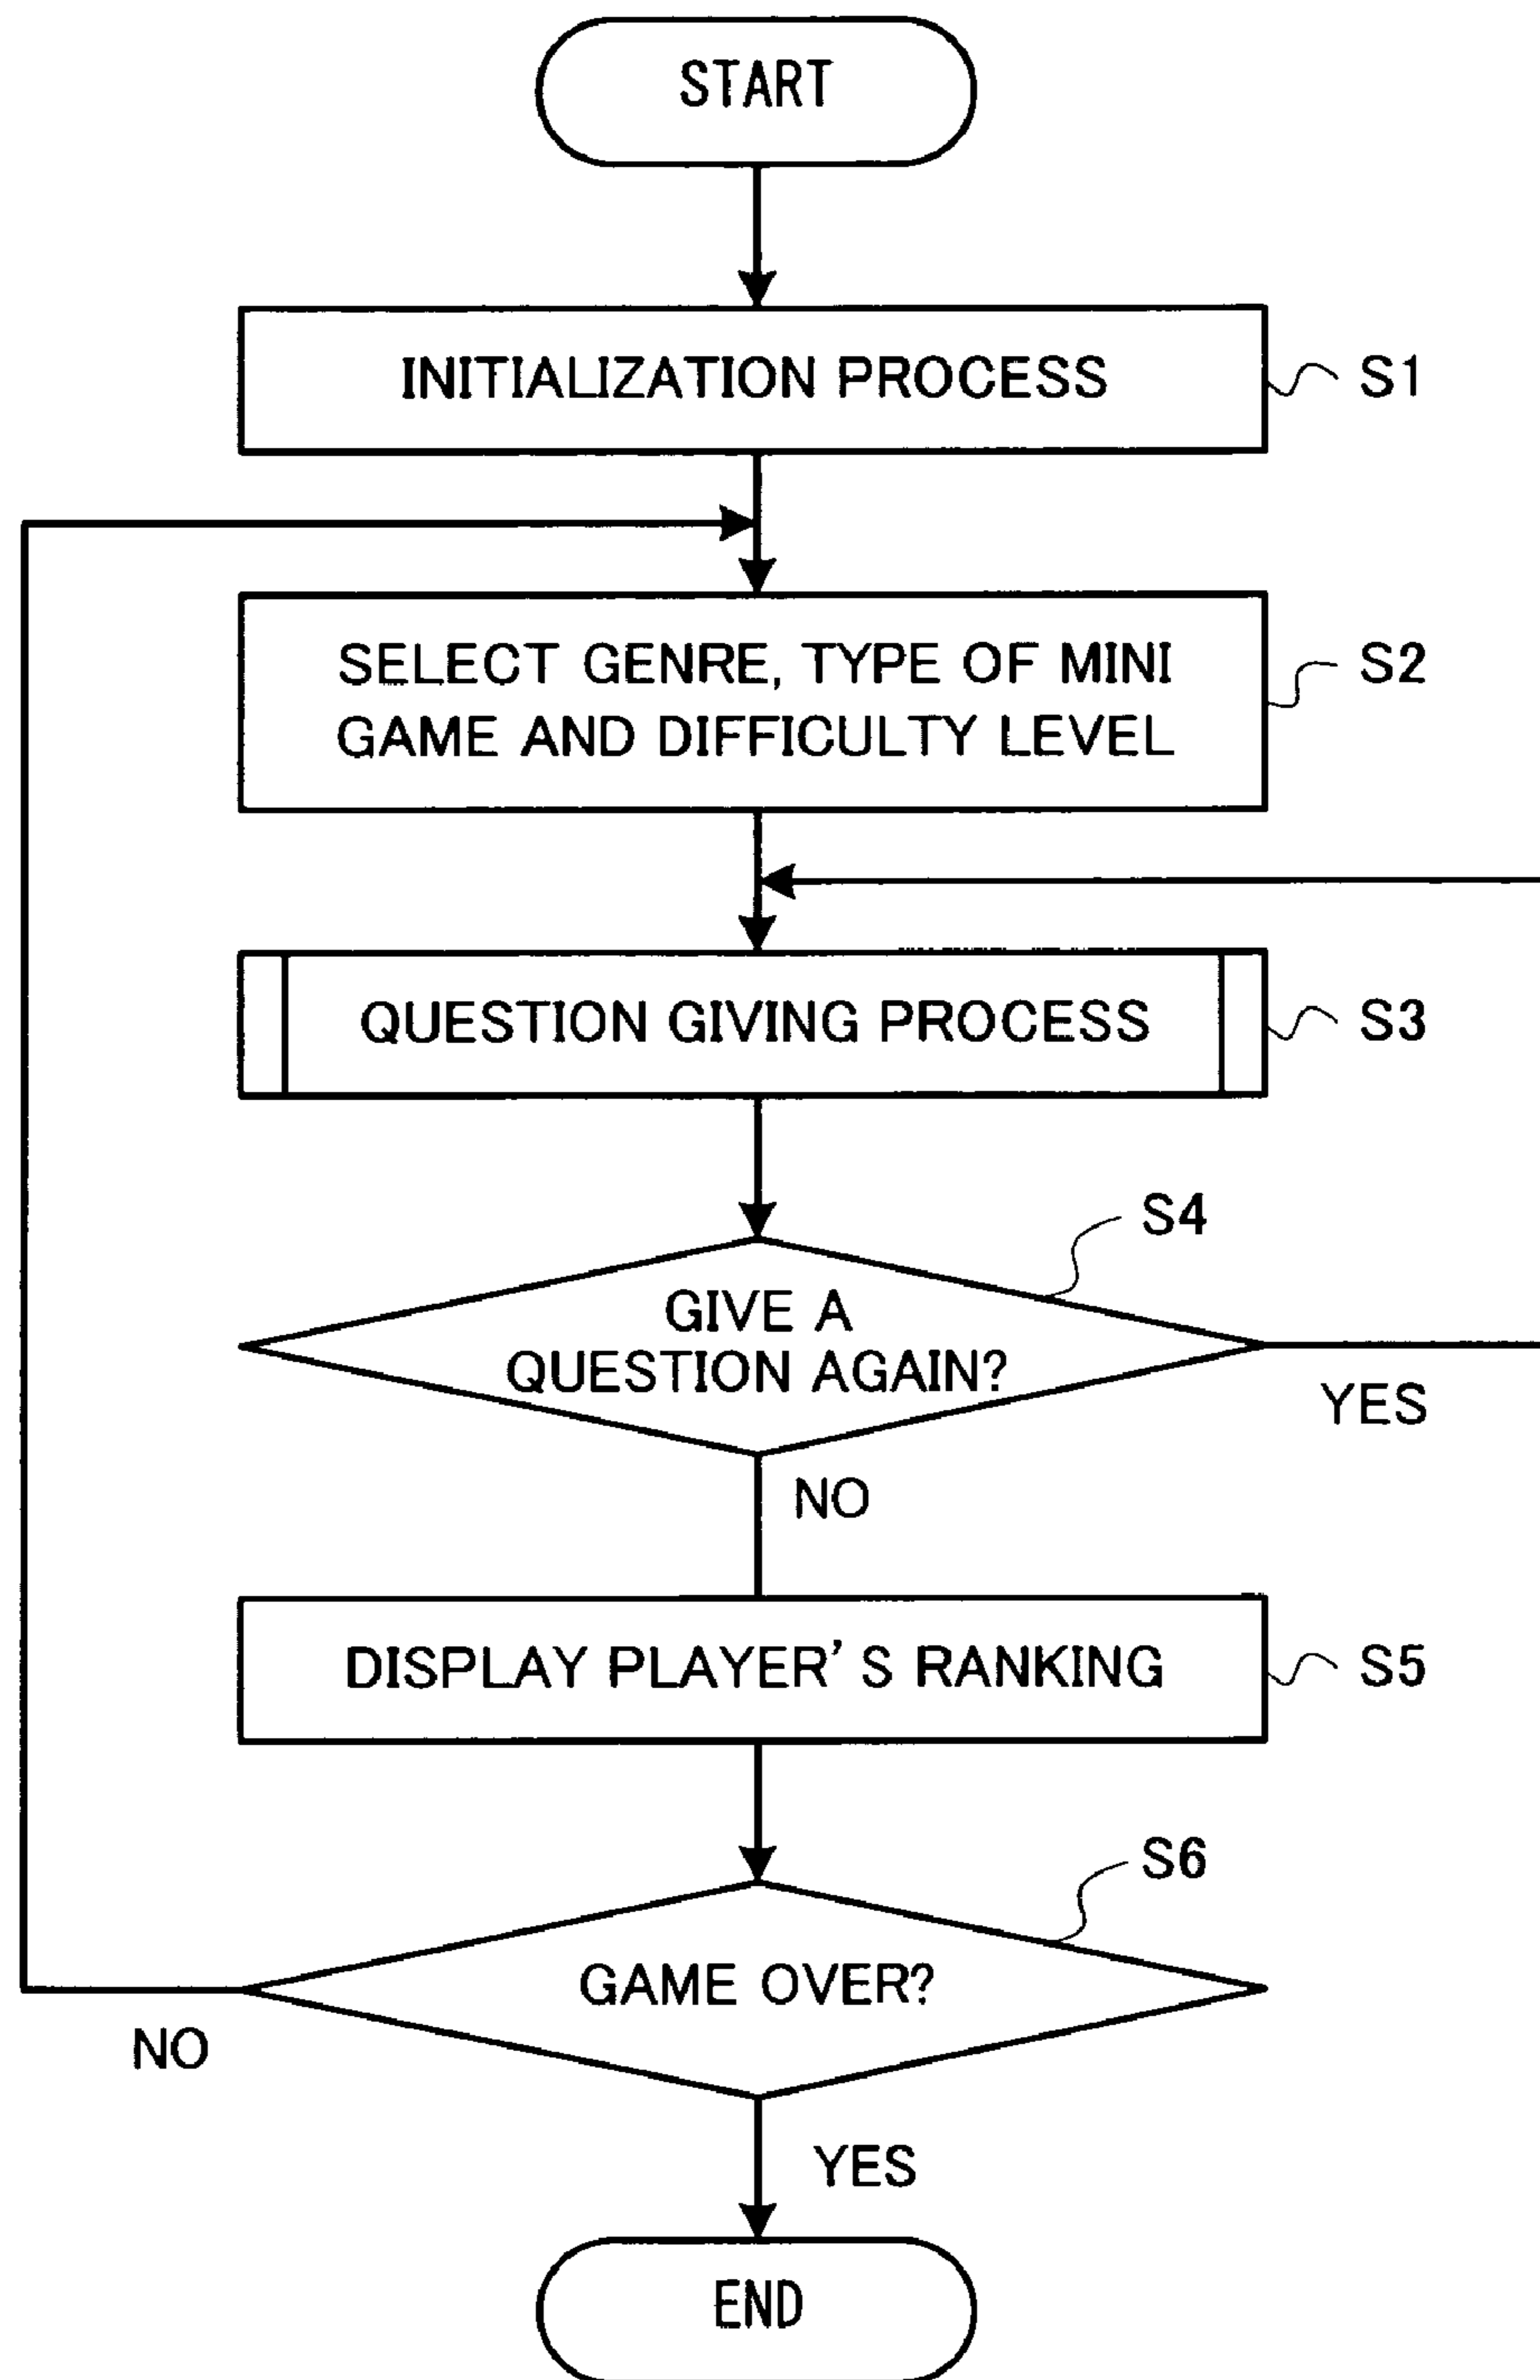 START
INITIALIZATION PROCESS
S1
SELECT GENRE, TYPE OF MINI
GAME AND DIFFICULTY LEVEL
S2
QUESTION GIVING PROCESS
S3
S4
GIVE A
QUESTION AGAIN?
YES
NO
DISPLAY PLAYER'S RANKING
S5
S6
GAME OVER?
NO
YES
END